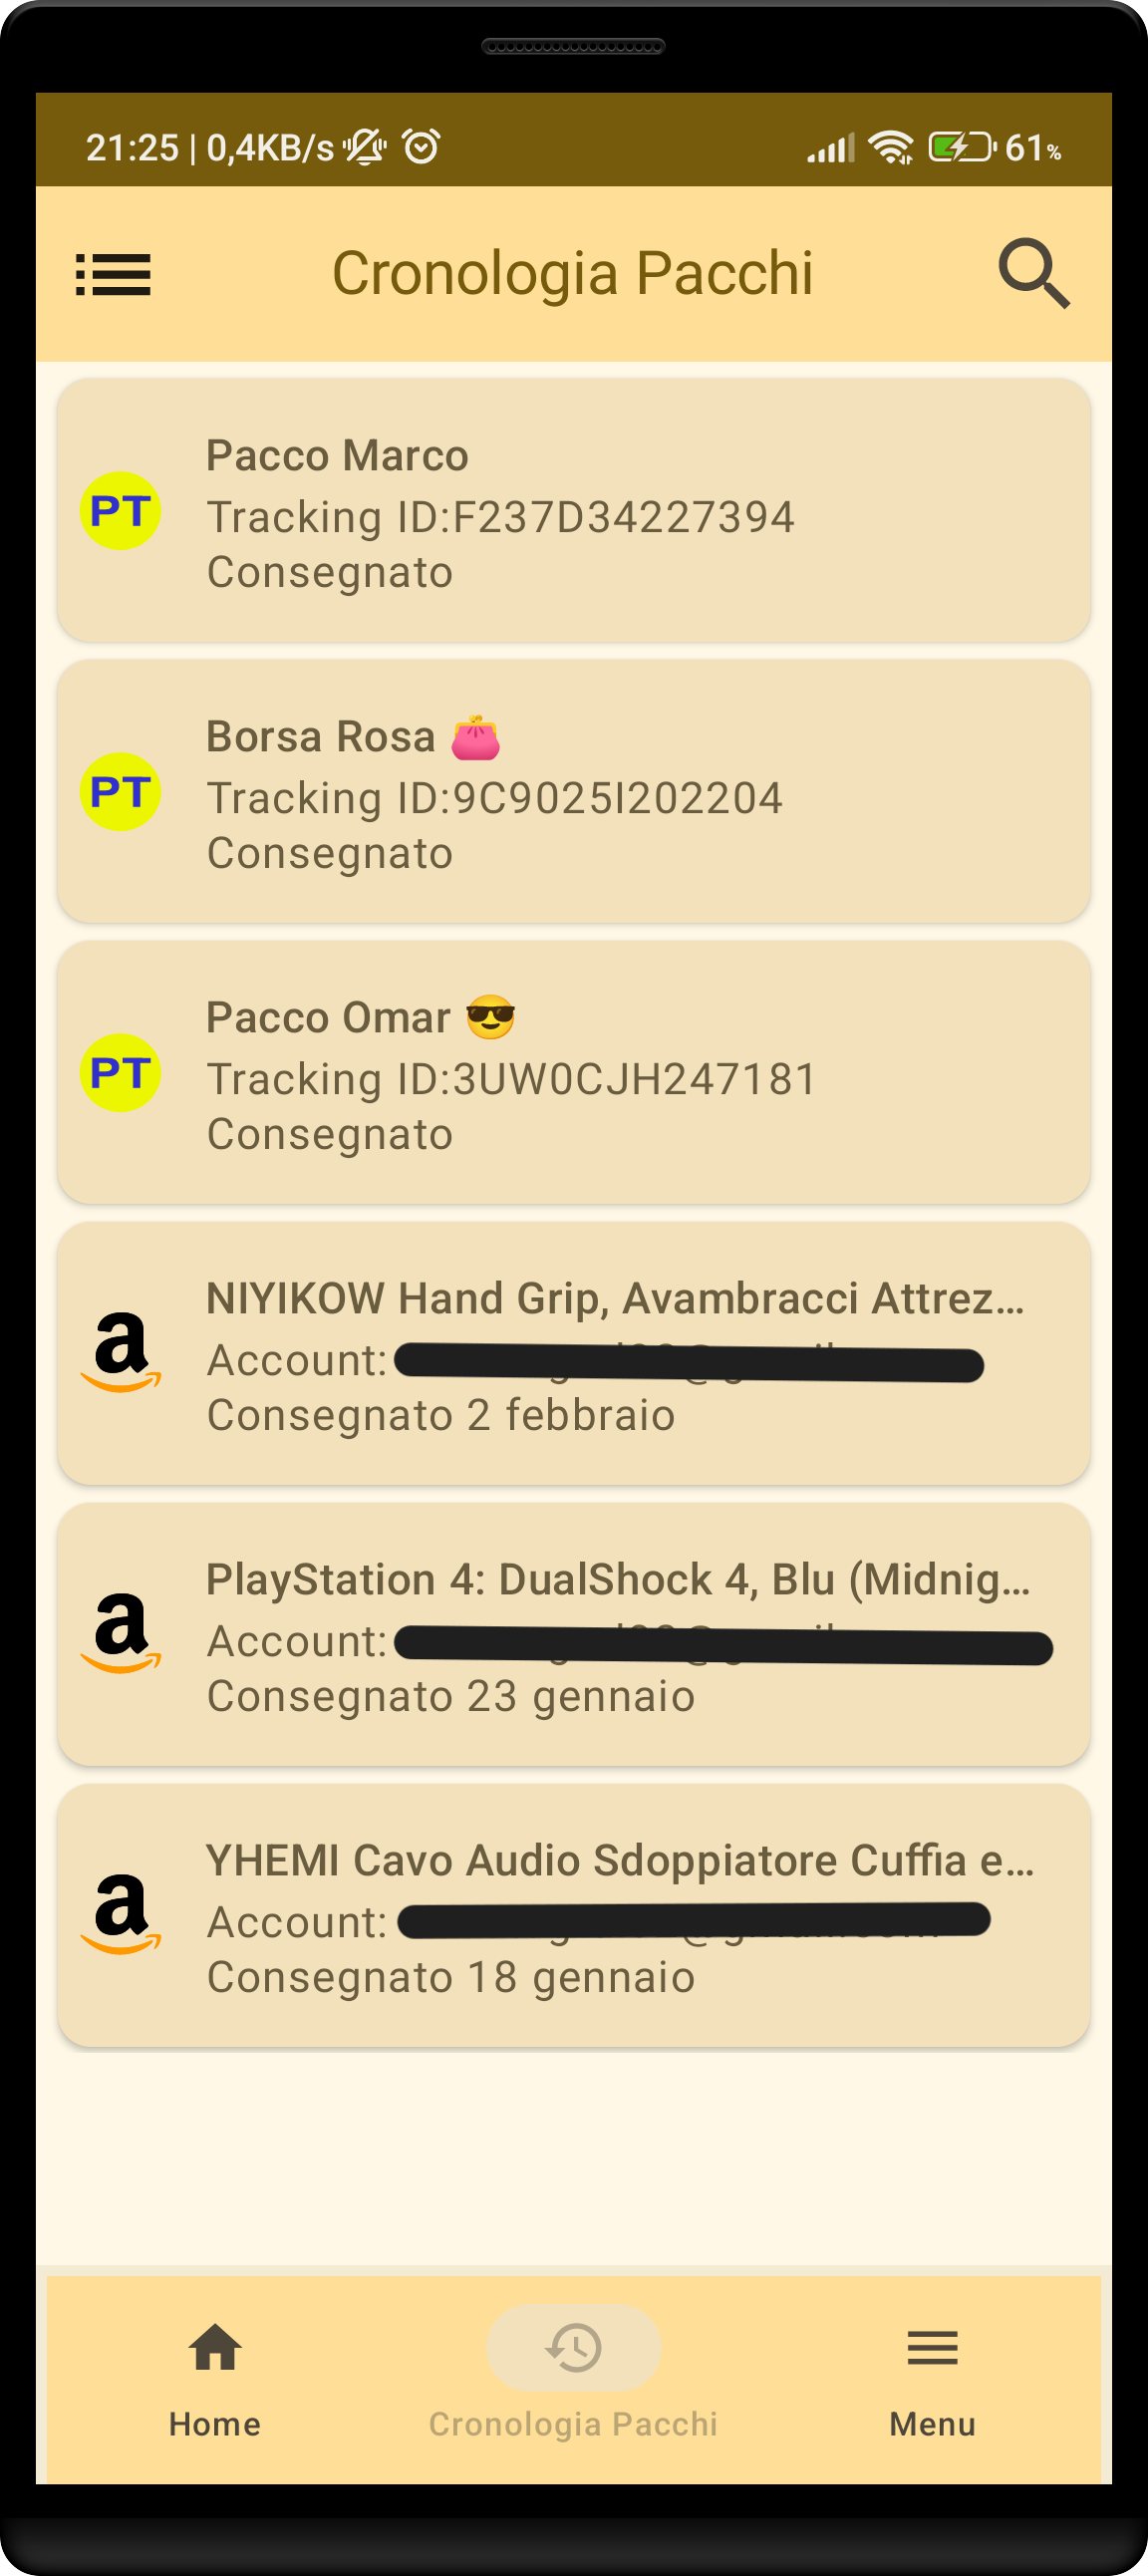 21:25 | 0,4KB/s 61%
Cronologia Pacchi
Pacco Marco
PT
Tracking ID:F237D34227394
Consegnato
Borsa Rosa 👛
PT
Tracking ID:9C9025I202204
Consegnato
Pacco Omar 😎
PT
Tracking ID:3UW0CJH247181
Consegnato
NIYIKOW Hand Grip, Avambracci Attrez...
a
Account:
Consegnato 2 febbraio
PlayStation 4: DualShock 4, Blu (Midnig...
a
Account:
Consegnato 23 gennaio
YHEMI Cavo Audio Sdoppiatore Cuffia e...
a
Account:
Consegnato 18 gennaio
Home
Cronologia Pacchi
Menu